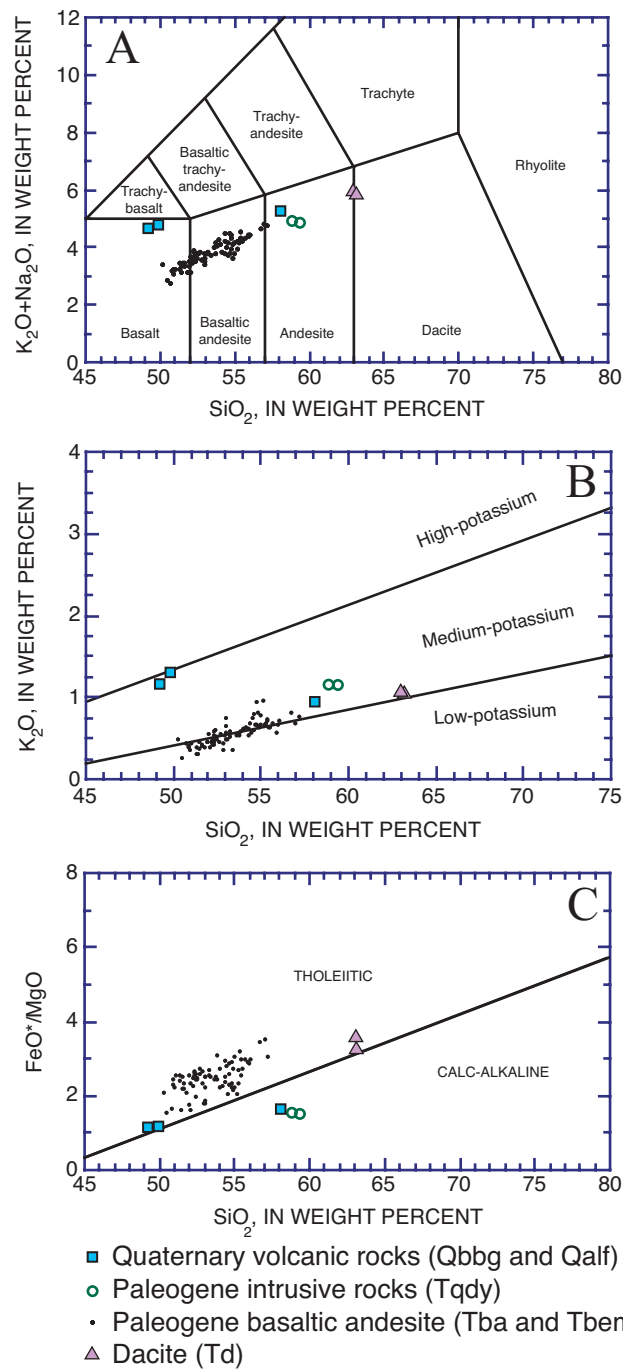 A
K2O+Na2O, IN WEIGHT PERCENT
12
10
8
6
4
2
0
Trachyte
Trachy-
andesite
Basaltic
trachy-
andesite
Rhyolite
Trachy-
basalt
Basalt
Basaltic
andesite
Andesite
Dacite
45 50 55 60 65 70 75 80
SiO2, IN WEIGHT PERCENT
B
K2O, IN WEIGHT PERCENT
4
3
2
1
0
High-potassium
Medium-potassium
Low-potassium
45 50 55 60 65 70 75
SiO2, IN WEIGHT PERCENT
C
FeO*/MgO
8
6
4
2
0
THOLEIITIC
CALC-ALKALINE
45 50 55 60 65 70 75 80
SiO2, IN WEIGHT PERCENT
Quaternary volcanic rocks (Qbbg and Qalf)
Paleogene intrusive rocks (Tqdy)
Paleogene basaltic andesite (Tba and Tbem
Dacite (Td)